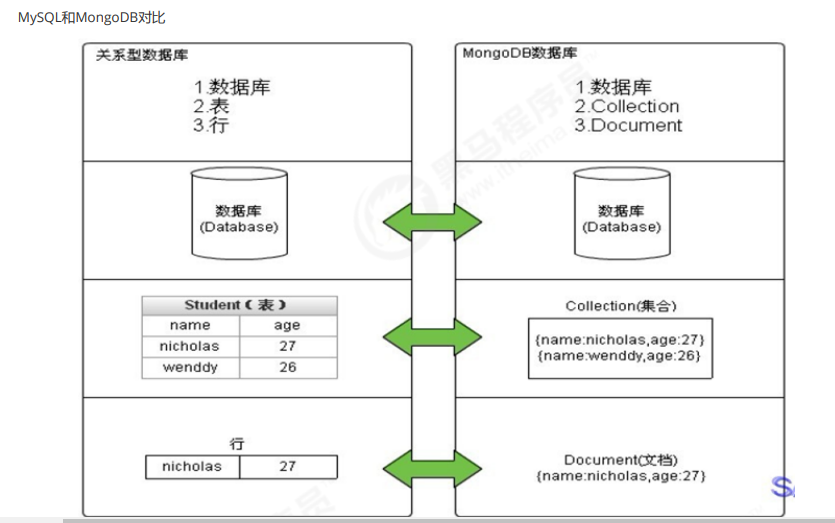 MySQL和MongoDB对比
关系型数据库
1.数据库
2.表
3.行
MongoDB数据库
1.数据库
2.Collection
3.Document
数据库
(Database)
数据库
(Database)
Student(表)
name age
nicholas 27
wenddy 26
Collection(集合)
{name:nicholas,age:27}
{name:wenddy,age:26}
行
nicholas 27
Document(文档)
{name:nicholas,age:27}
黑马程序员